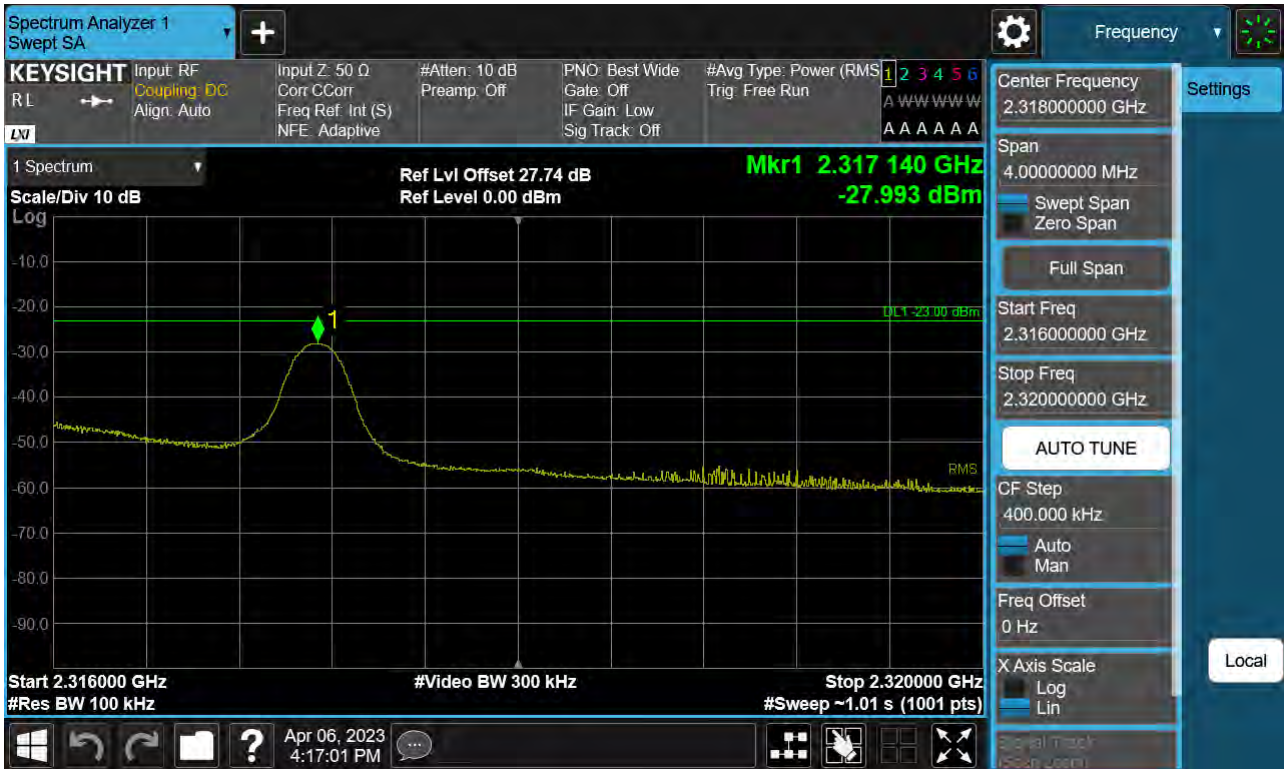 Spectrum Analyzer 1
Swept SA
+
Frequency
KEYSIGHT
RL
LXI
Input: RF
Coupling: DC
Align: Auto
Input Z: 50 Ω
Corr CCorr
Freq Ref: Int (S)
NFE: Adaptive
#Atten: 10 dB
Preamp: Off
PNO: Best Wide
Gate: Off
IF Gain: Low
Sig Track: Off
#Avg Type: Power (RMS
Trig: Free Run
1 2 3 4 5 6
A W W W W W
A A A A A A
1 Spectrum
Scale/Div 10 dB
Log
Ref Lvl Offset 27.74 dB
Ref Level 0.00 dBm
Mkr1 2.317 140 GHz
-27.993 dBm
-10.0
-20.0
-30.0
-40.0
-50.0
-60.0
-70.0
-80.0
-90.0
1
DL1 -23.00 dBm
RMS
Start 2.316000 GHz
#Res BW 100 kHz
#Video BW 300 kHz
Stop 2.320000 GHz
#Sweep ~1.01 s (1001 pts)
Center Frequency
2.318000000 GHz
Span
4.00000000 MHz
Swept Span
Zero Span
Full Span
Start Freq
2.316000000 GHz
Stop Freq
2.320000000 GHz
AUTO TUNE
CF Step
400.000 kHz
Auto
Man
Freq Offset
0 Hz
X Axis Scale
Log
Lin
Signal Track
(Span Zoom)
Settings
Local
?
Apr 06, 2023
4:17:01 PM